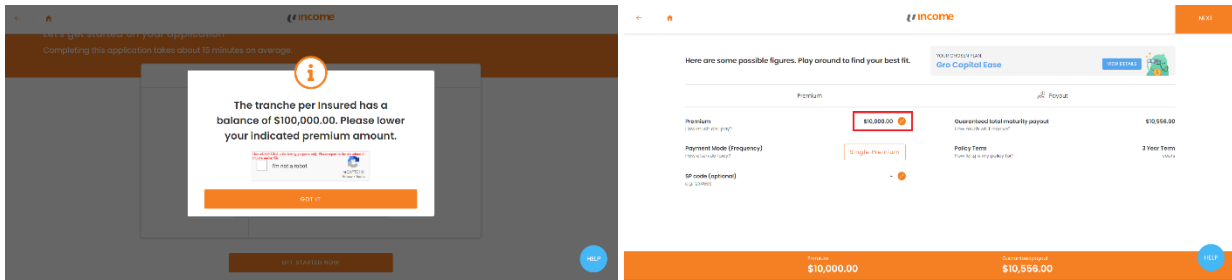 income
Let's get started on your application
Completing this application takes about 15 minutes on average.
The tranche per Insured has a
balance of $100,000.00. Please lower
your indicated premium amount.
I'm not a robot
GOT IT
GET STARTED NOW
HELP
income
NEXT
Here are some possible figures. Play around to find your best fit.
YOUR CHOSEN PLAN
Gro Capital Ease
VIEW DETAILS
Premium
Payout
Premium
$10,000.00
Guaranteed total maturity payout
$10,556.00
Payment Mode (Frequency)
Single Premium
Policy Term
3 Year Term
years
SP code (optional)
-
Premium
$10,000.00
Guaranteed payout
$10,556.00
HELP